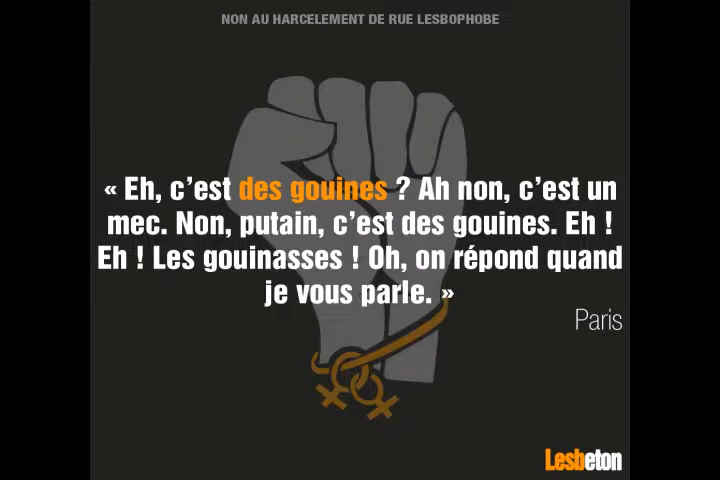 NON AU HARCELEMENT DE RUE LESBOPHOBE
« Eh, c’est des gouines ? Ah non, c’est un
mec. Non, putain, c’est des gouines. Eh !
Eh ! Les gouinasses ! Oh, on répond quand
je vous parle. »
Paris
Lesbeton